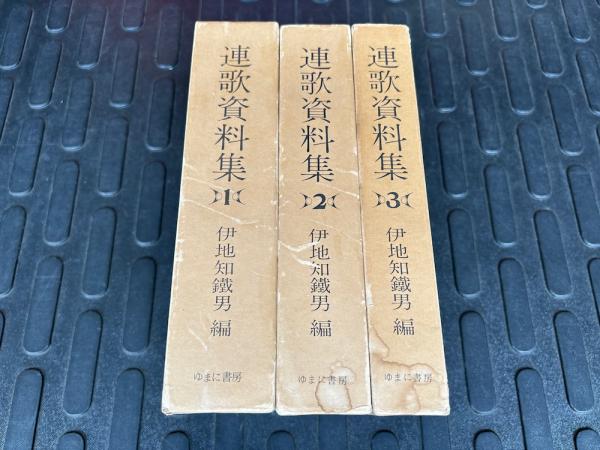 連歌資料集
1
伊地知鐵男 編
ゆまに書房
連歌資料集
2
伊地知鐵男 編
ゆまに書房
連歌資料集
3
伊地知鐵男 編
ゆまに書房